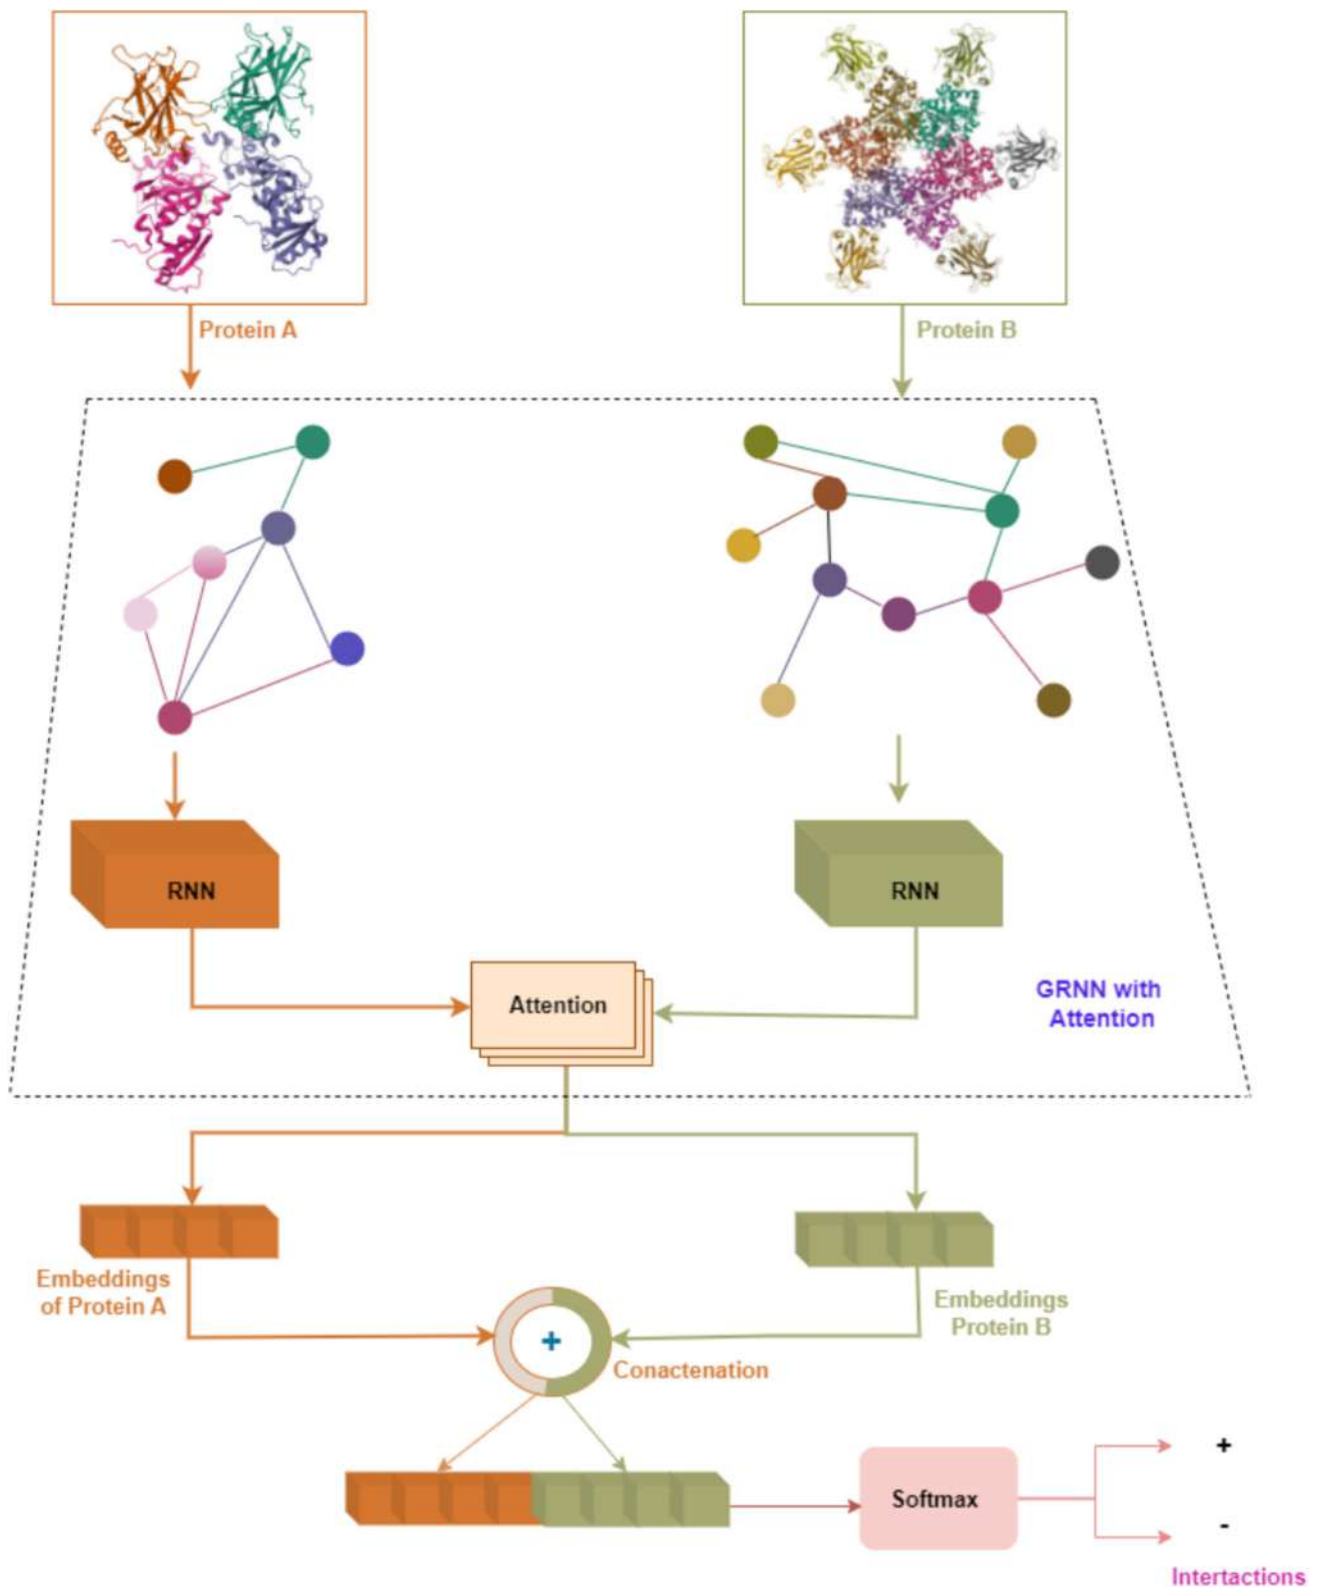 Protein A
Protein B
RNN
RNN
Attention
GRNN with
Attention
Embeddings
of Protein A
Embeddings
Protein B
+
Conactenation
Softmax
+
-
Intertactions